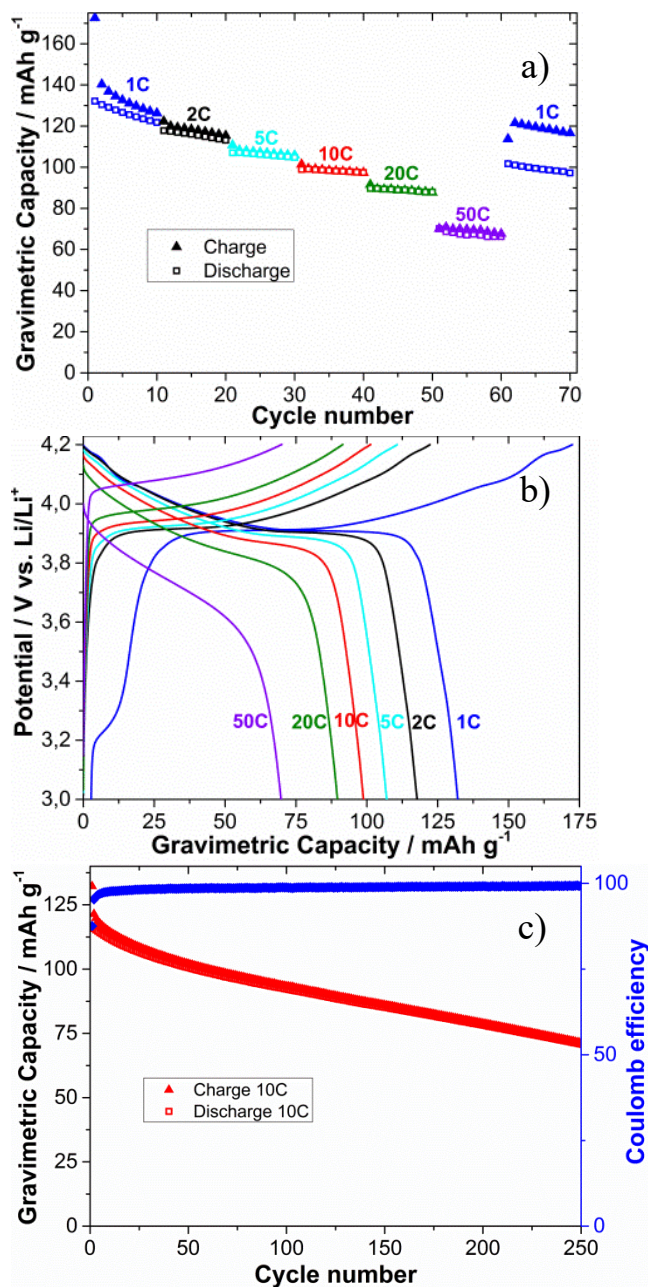 a)
Gravimetric Capacity / mAh g⁻¹
160
140
120
100
80
60
40
20
0
1C
2C
5C
10C
20C
50C
1C
Charge
Discharge
0 10 20 30 40 50 60 70
Cycle number
b)
Potential / V vs. Li/Li⁺
4,2
4,0
3,8
3,6
3,4
3,2
3,0
50C 20C 10C 5C 2C 1C
0 25 50 75 100 125 150 175
Gravimetric Capacity / mAh g⁻¹
c)
Gravimetric Capacity / mAh g⁻¹
125
100
75
50
25
0
Charge 10C
Discharge 10C
100
50
0
Coulomb efficiency
0 50 100 150 200 250
Cycle number